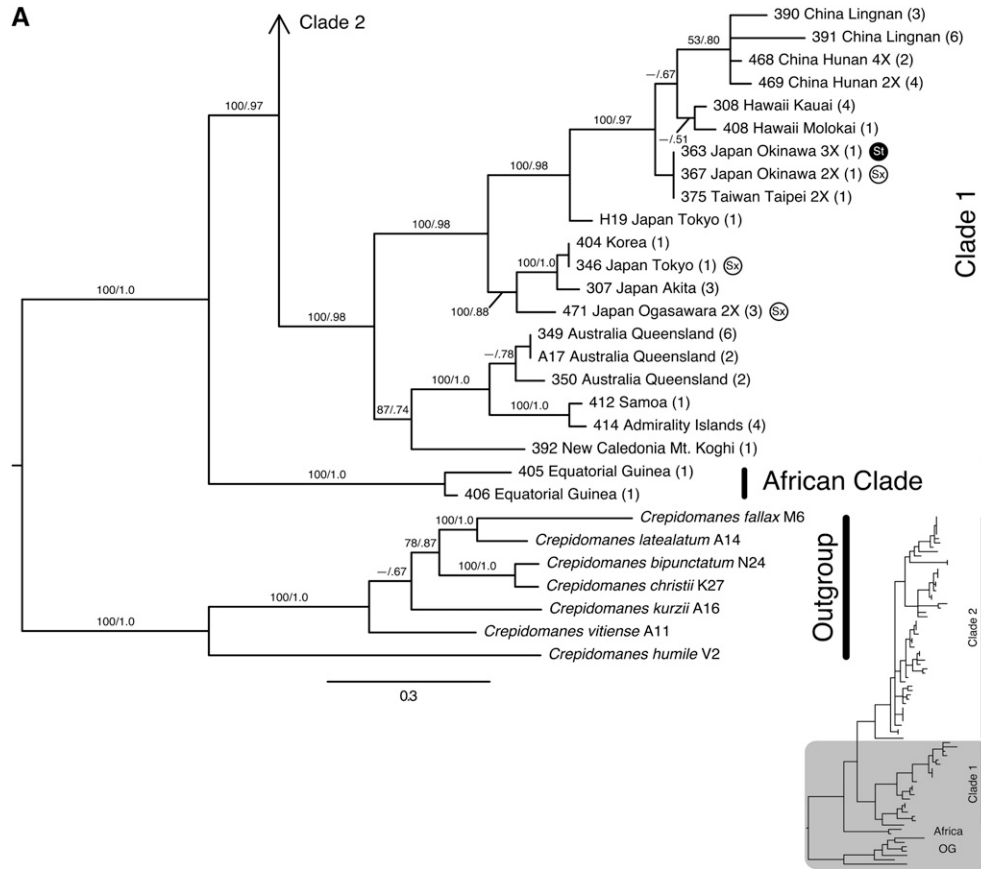 A
Clade 2
390 China Lingnan (3)
53/.80
391 China Lingnan (6)
468 China Hunan 4X (2)
—/.67
469 China Hunan 2X (4)
100/.97
308 Hawaii Kauai (4)
100/.97
408 Hawaii Molokai (1)
—/.51
363 Japan Okinawa 3X (1) St
100/.98
367 Japan Okinawa 2X (1) Sx
375 Taiwan Taipei 2X (1)
H19 Japan Tokyo (1)
100/.98
404 Korea (1)
100/1.0
346 Japan Tokyo (1) Sx
307 Japan Akita (3)
100/1.0
100/.88
471 Japan Ogasawara 2X (3) Sx
100/.98
349 Australia Queensland (6)
—/.78
A17 Australia Queensland (2)
100/1.0
350 Australia Queensland (2)
412 Samoa (1)
87/.74
100/1.0
414 Admirality Islands (4)
392 New Caledonia Mt. Koghi (1)
Clade 1
405 Equatorial Guinea (1)
100/1.0
406 Equatorial Guinea (1)
African Clade
Crepidomanes fallax M6
100/1.0
Crepidomanes latealatum A14
78/.87
Crepidomanes bipunctatum N24
100/1.0
Crepidomanes christii K27
—/.67
Crepidomanes kurzii A16
100/1.0
Crepidomanes vitiense A11
100/1.0
Crepidomanes humile V2
Outgroup
0.3
Clade 2
Clade 1
Africa
OG